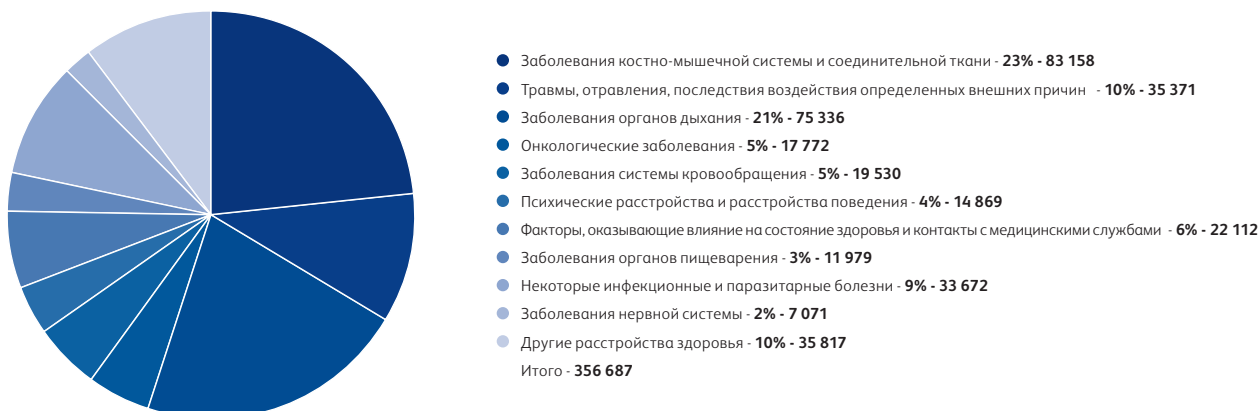 Заболевания костно-мышечной системы и соединительной ткани - 23% - 83 158
Травмы, отравления, последствия воздействия определенных внешних причин - 10% - 35 371
Заболевания органов дыхания - 21% - 75 336
Онкологические заболевания - 5% - 17 772
Заболевания системы кровообращения - 5% - 19 530
Психические расстройства и расстройства поведения - 4% - 14 869
Факторы, оказывающие влияние на состояние здоровья и контакты с медицинскими службами - 6% - 22 112
Заболевания органов пищеварения - 3% - 11 979
Некоторые инфекционные и паразитарные болезни - 9% - 33 672
Заболевания нервной системы - 2% - 7 071
Другие расстройства здоровья - 10% - 35 817
Итого - 356 687